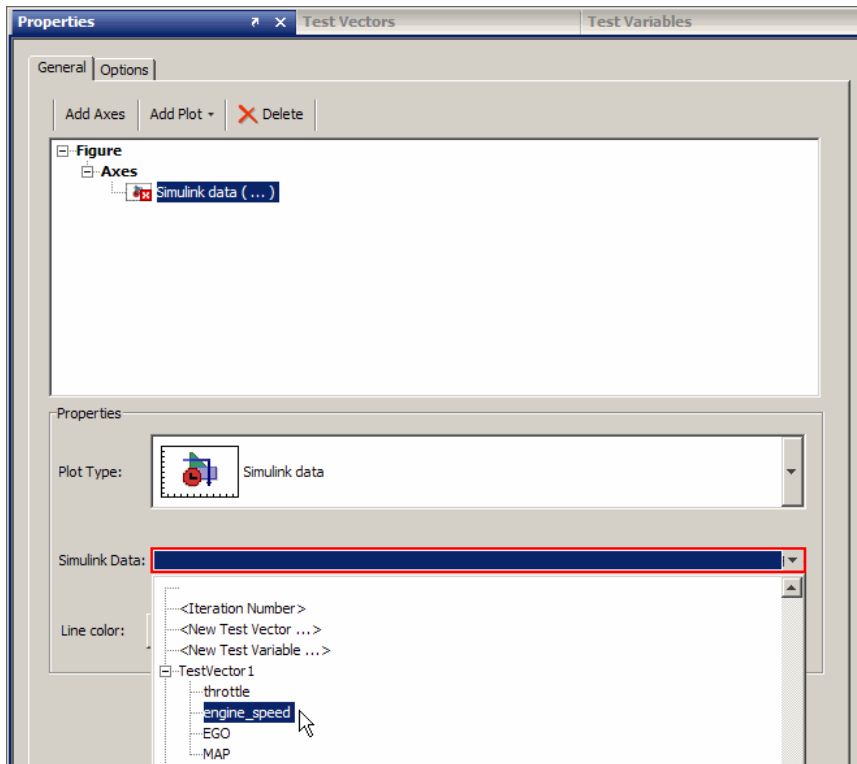 Properties Test Vectors Test Variables
General Options
Add Axes Add Plot Delete
Figure
Axes
Simulink data ( ... )
Properties
Plot Type: Simulink data
Simulink Data:
<Iteration Number>
<New Test Vector ...>
Line color: <New Test Variable ...>
TestVector1
throttle
engine_speed
EGO
MAP